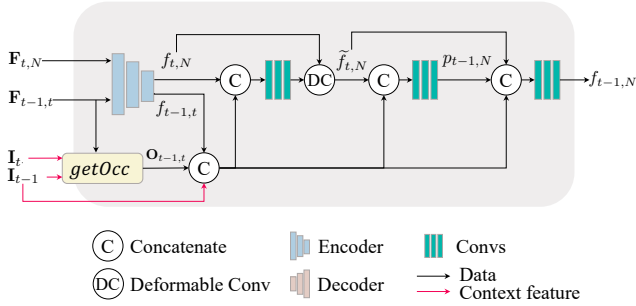 F_{t,N} f_{t,N} \tilde{f}_{t,N} p_{t-1,N}
C DC C C f_{t-1,N}
F_{t-1,t} f_{t-1,t}
I_t
I_{t-1} getOcc O_{t-1,t} C
C Concatenate Encoder Convs
DC Deformable Conv Decoder Data
Context feature